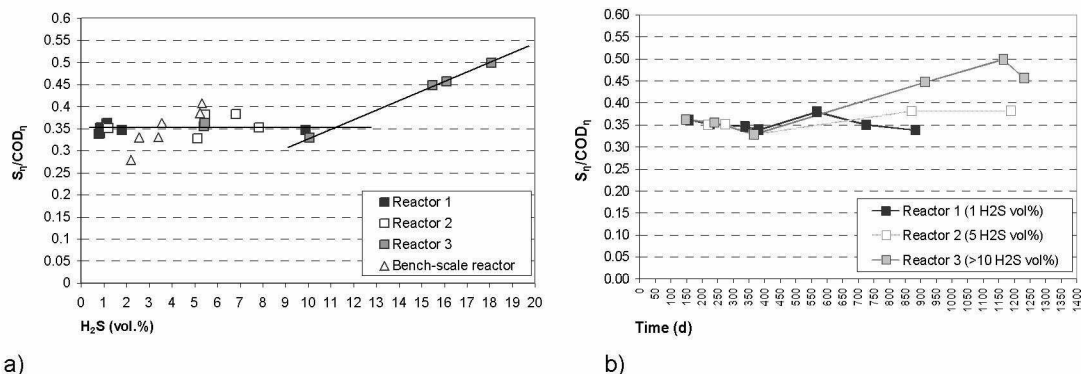 0.6
0.55
0.5
0.45
0.4
0.35
0.3
0.25
0.2
0.15
0.1
0.05
0
Sη/CODη
0 1 2 3 4 5 6 7 8 9 10 11 12 13 14 15 16 17 18 19 20
H₂S (vol.%)
Reactor 1
Reactor 2
Reactor 3
Bench-scale reactor
a)
0.60
0.55
0.50
0.45
0.40
0.35
0.30
0.25
0.20
0.15
0.10
0.05
0.00
Sη/CODη
0 50 100 150 200 250 300 350 400 450 500 550 600 650 700 750 800 850 900 950 1000 1050 1100 1150 1200 1250 1300 1350 1400
Time (d)
Reactor 1 (1 H2S vol%)
Reactor 2 (5 H2S vol%)
Reactor 3 (>10 H2S vol%)
b)